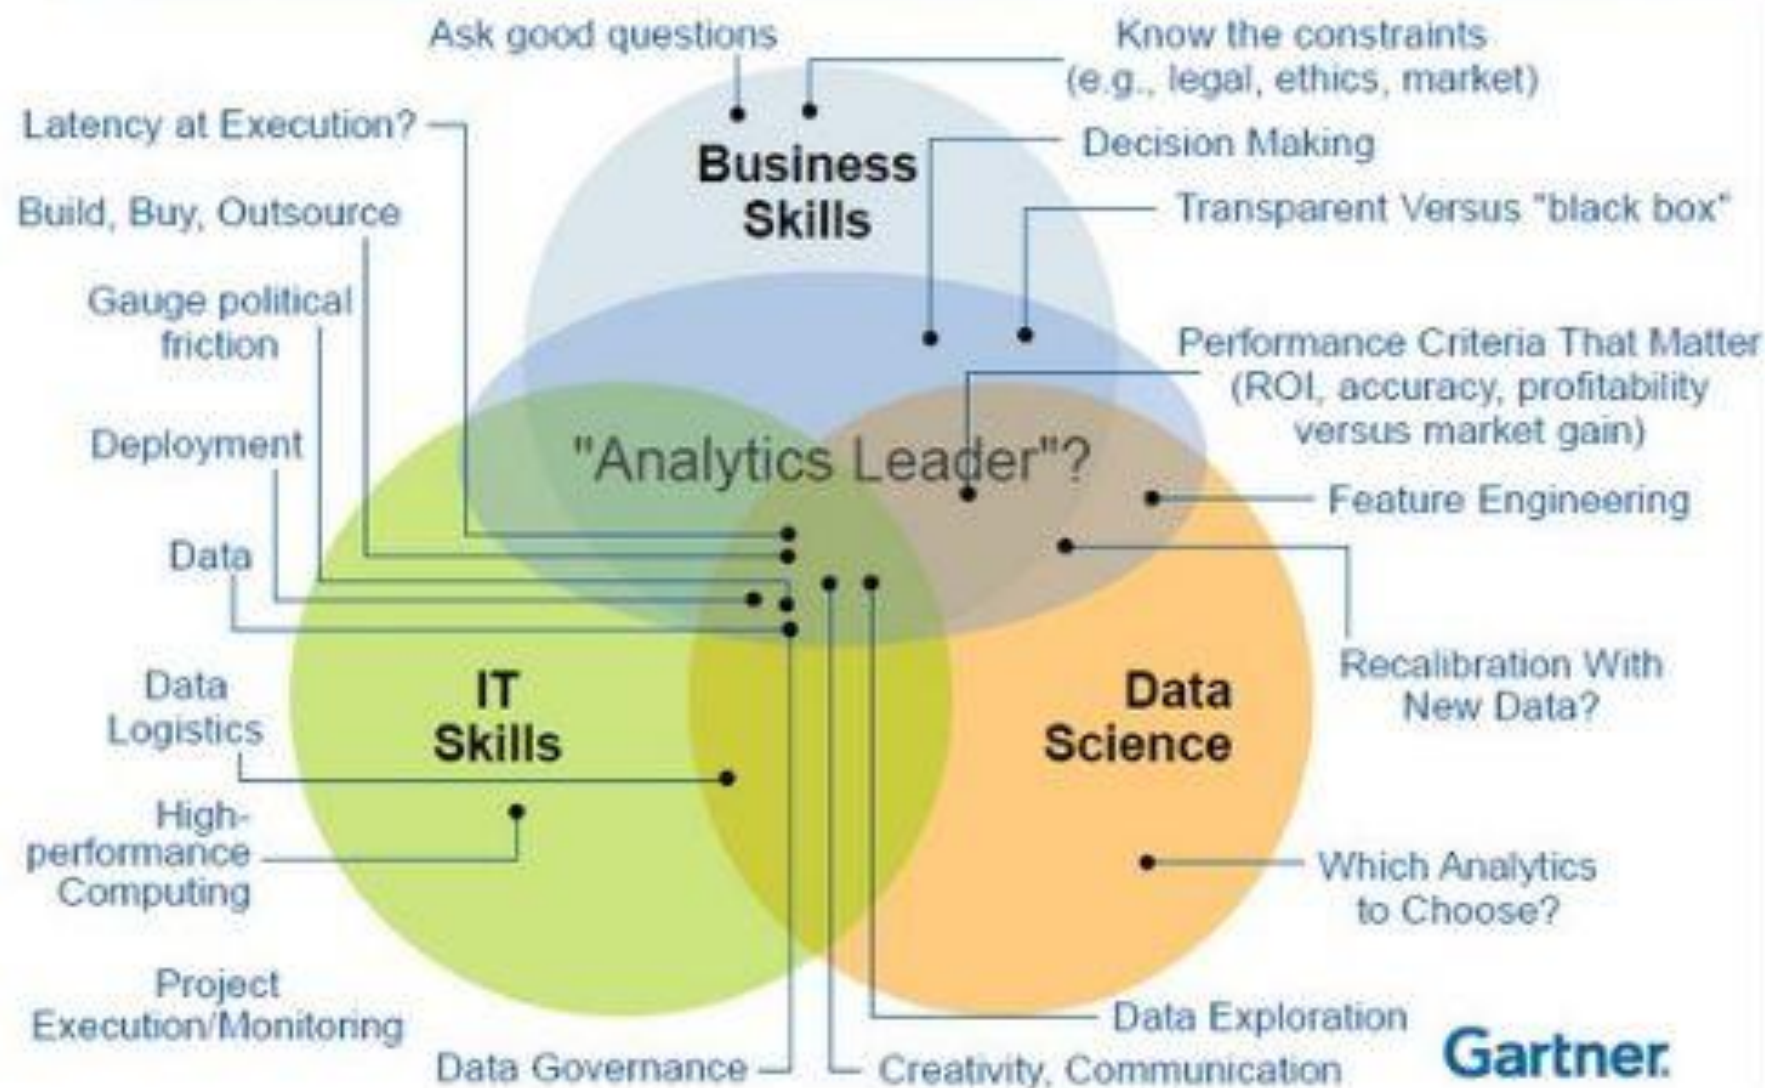 Ask good questions
Know the constraints
(e.g., legal, ethics, market)
Latency at Execution?
Decision Making
Business
Skills
Build, Buy, Outsource
Transparent Versus "black box"
Gauge political
friction
Performance Criteria That Matter
(ROI, accuracy, profitability
versus market gain)
Deployment
"Analytics Leader"?
Feature Engineering
Data
IT
Skills
Data
Science
Recalibration With
New Data?
Data
Logistics
High-
performance
Computing
Which Analytics
to Choose?
Project
Execution/Monitoring
Data Exploration
Data Governance
Creativity, Communication
Gartner.